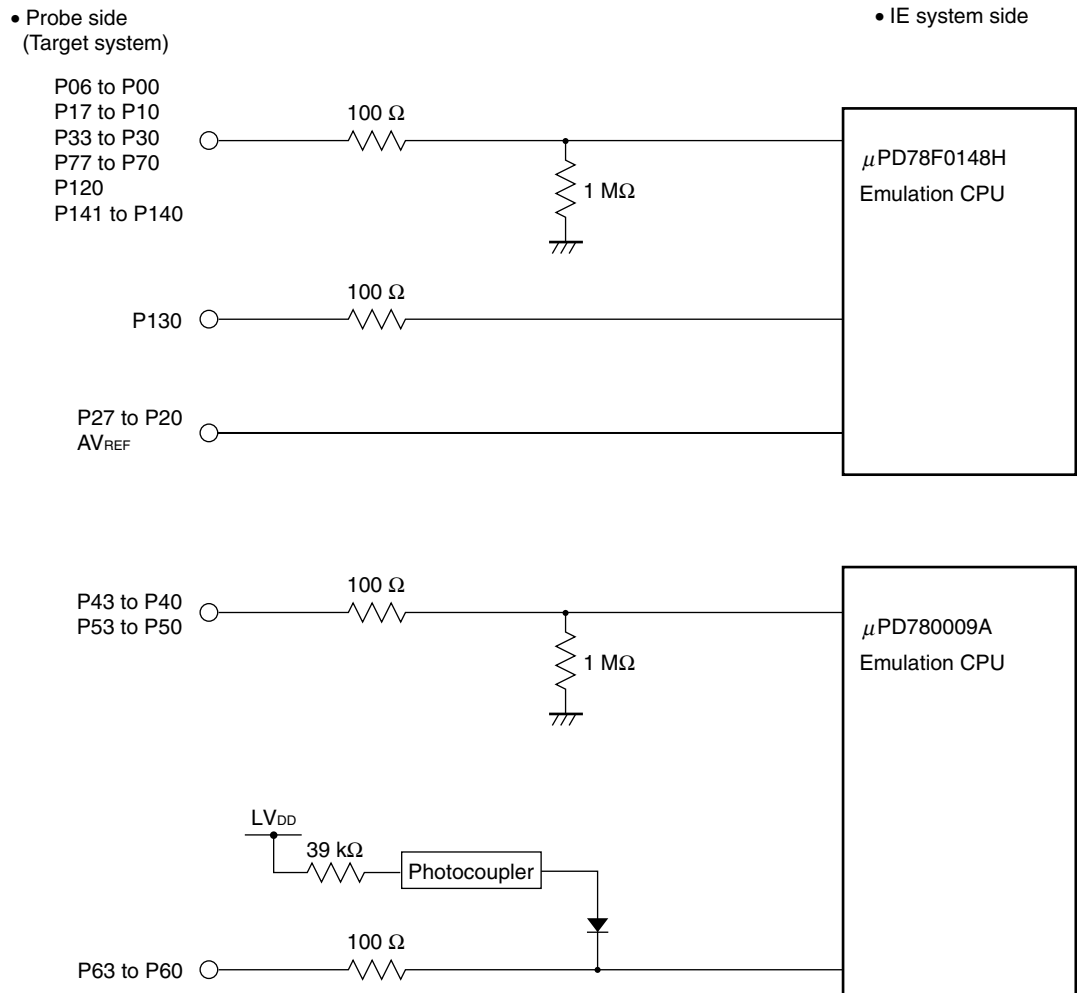 • Probe side
(Target system)
• IE system side
P06 to P00
P17 to P10
P33 to P30
P77 to P70
P120
P141 to P140
100 Ω
1 MΩ
μPD78F0148H
Emulation CPU
100 Ω
P130
P27 to P20
AVREF
P43 to P40
P53 to P50
100 Ω
1 MΩ
μPD780009A
Emulation CPU
LVDD
39 kΩ
Photocoupler
100 Ω
P63 to P60